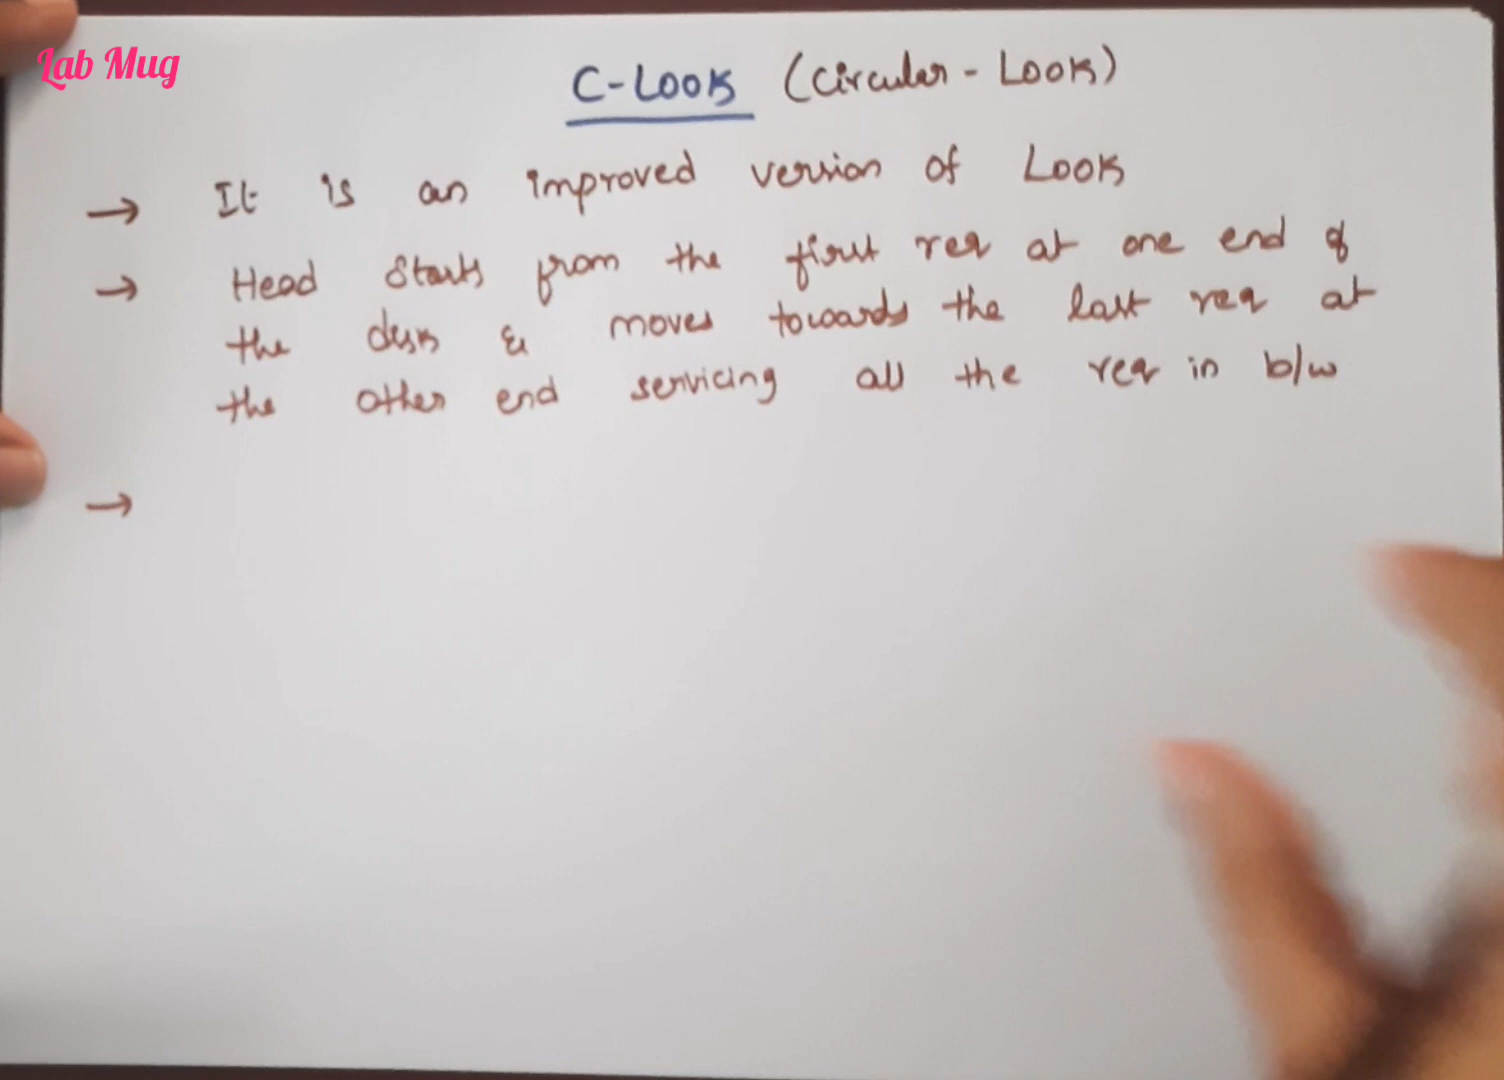 Lab Mug
C-LOOK (Circular - Look)
→ It is an improved version of Look
→ Head starts from the first req at one end of
the disk & moves towards the last req at
the other end servicing all the req in b/w
→